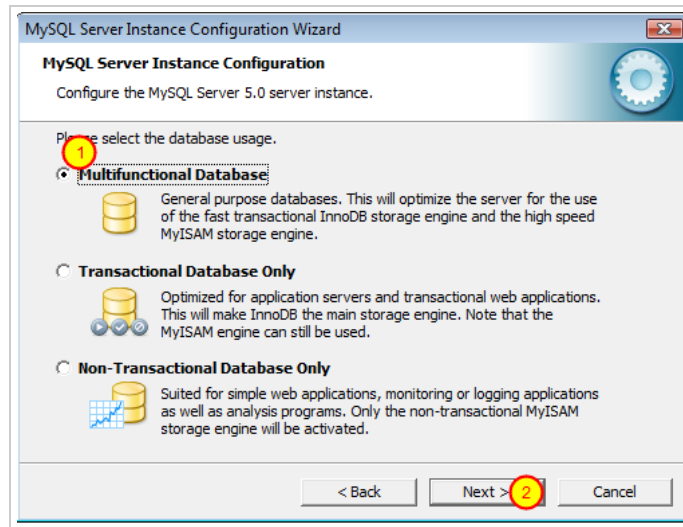 MySQL Server Instance Configuration Wizard
MySQL Server Instance Configuration
Configure the MySQL Server 5.0 server instance.
Please select the database usage.
1
Multifunctional Database
General purpose databases. This will optimize the server for the use
of the fast transactional InnoDB storage engine and the high speed
MyISAM storage engine.
Transactional Database Only
Optimized for application servers and transactional web applications.
This will make InnoDB the main storage engine. Note that the
MyISAM engine can still be used.
Non-Transactional Database Only
Suited for simple web applications, monitoring or logging applications
as well as analysis programs. Only the non-transactional MyISAM
storage engine will be activated.
< Back Next > 2 Cancel